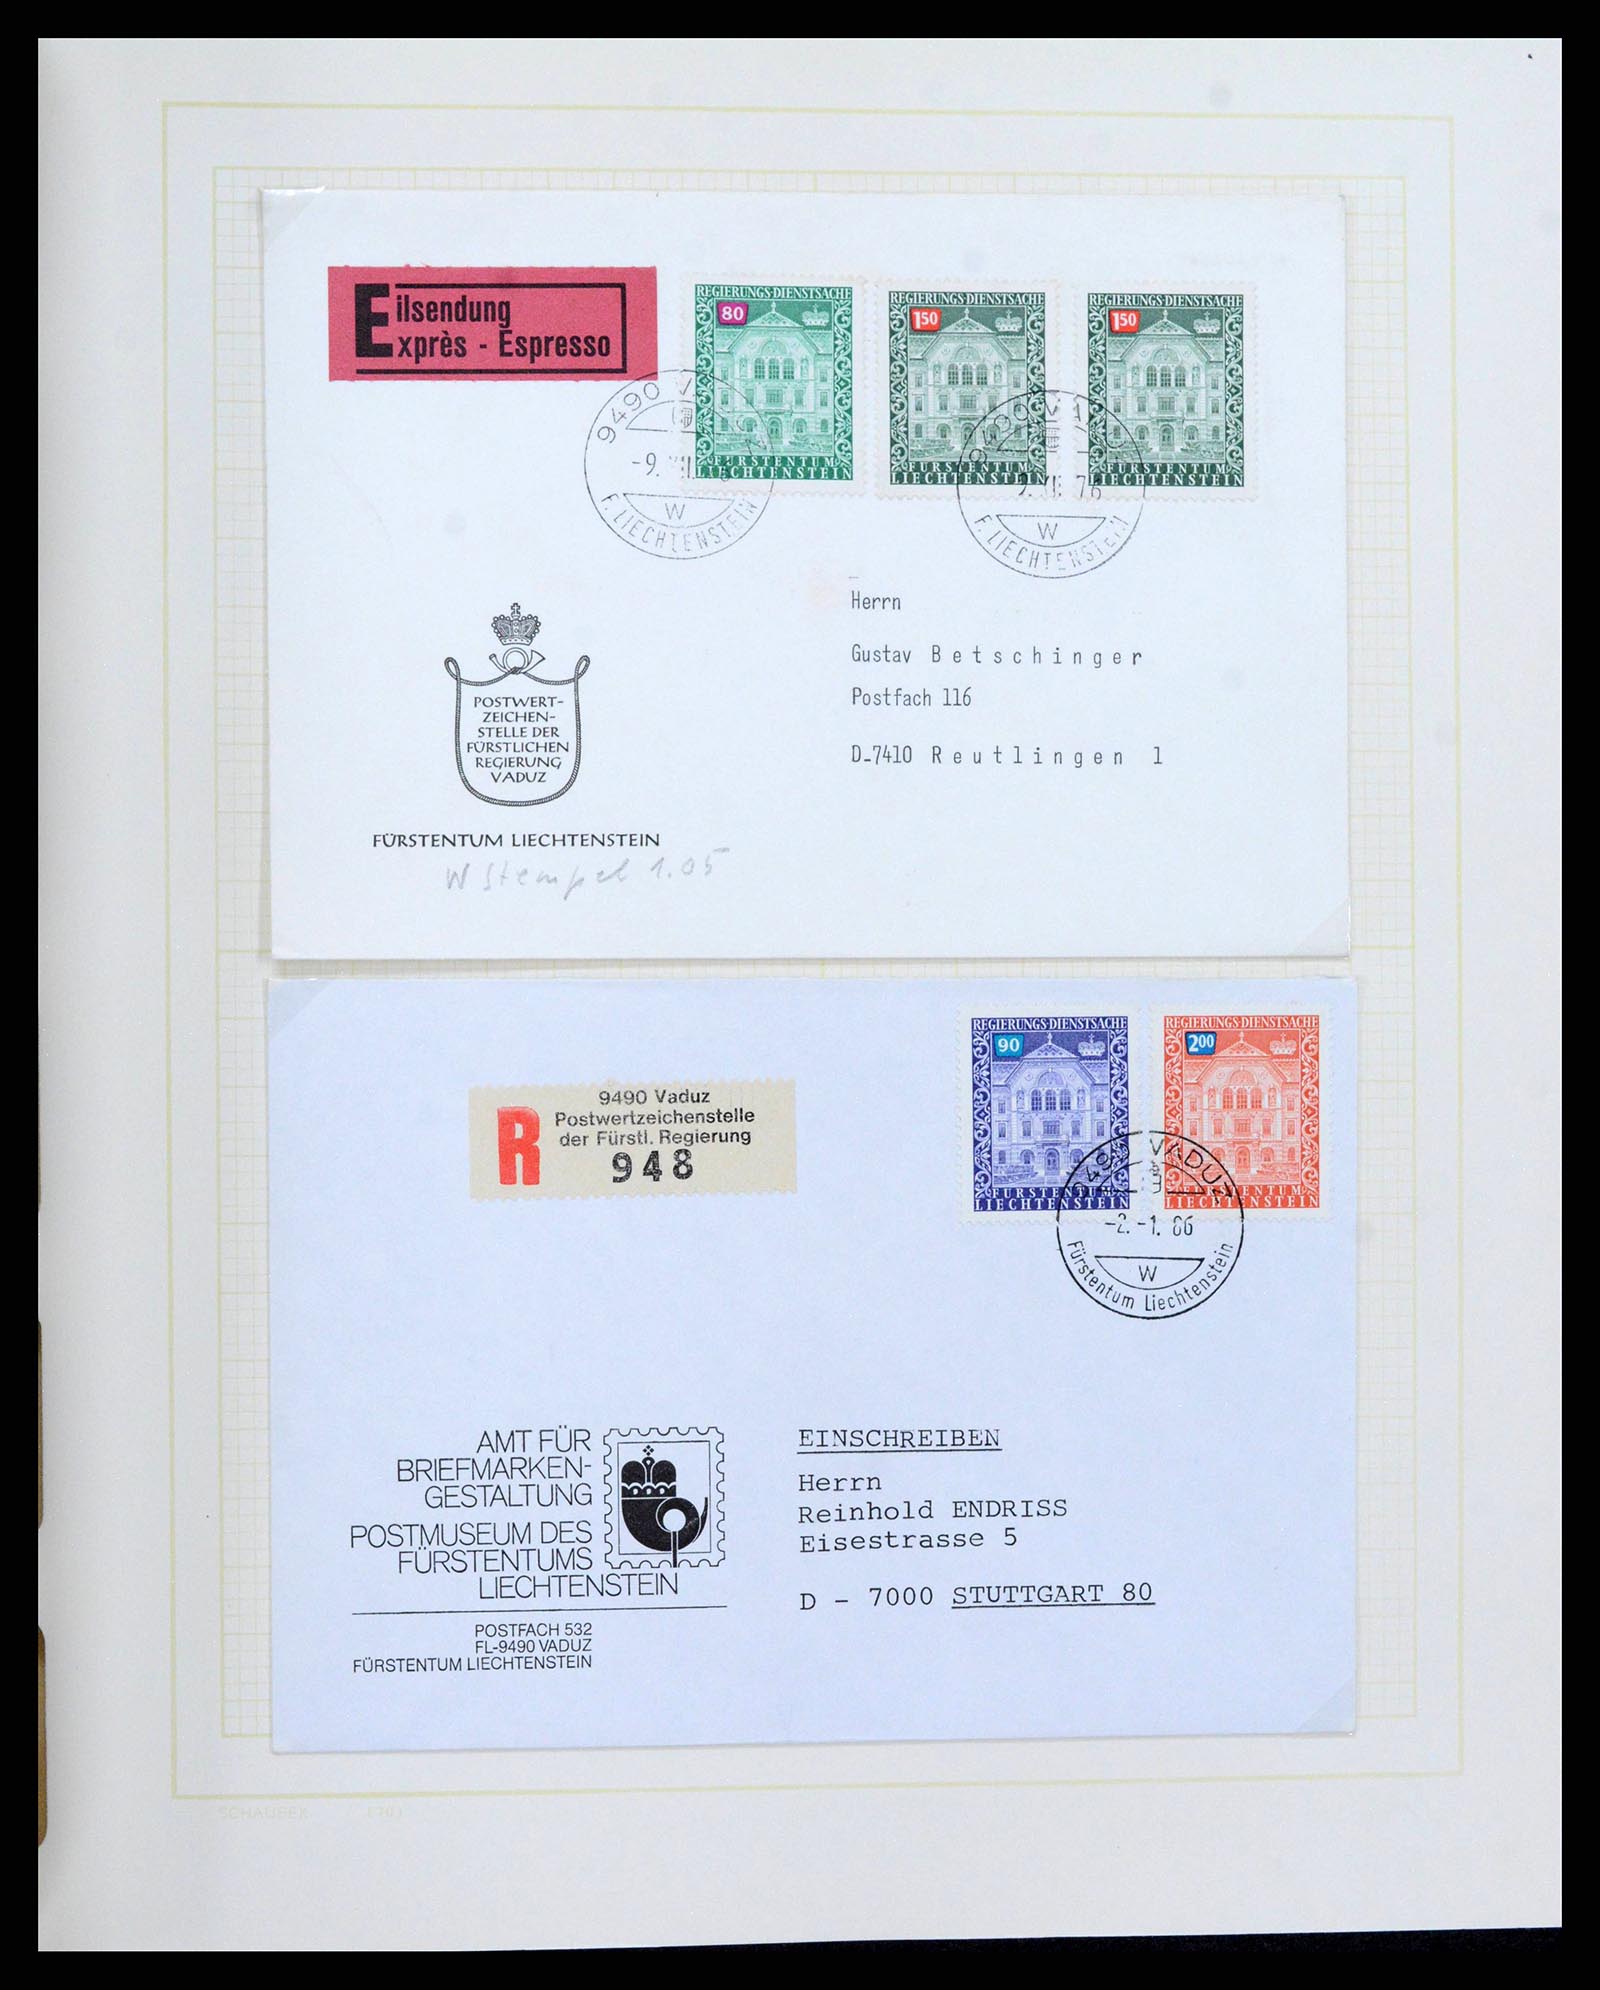 Eilsendung
Exprès - Espresso
REGIERUNGS-DIENSTSACHE
80
FÜRSTENTUM
LIECHTENSTEIN
REGIERUNGS-DIENSTSACHE
1.50
FÜRSTENTUM
LIECHTENSTEIN
REGIERUNGS-DIENSTSACHE
1.50
FÜRSTENTUM
LIECHTENSTEIN
9490
W
F. LIECHTENSTEIN
W
F. LIECHTENSTEIN
Herrn
Gustav Betschinger
Postfach 116
D-7410 Reutlingen 1
POSTWERT-
ZEICHEN-
STELLE DER
FÜRSTLICHEN
REGIERUNG
VADUZ
FÜRSTENTUM LIECHTENSTEIN
W Stempel 1.05
REGIERUNGS-DIENSTSACHE
90
FÜRSTENTUM
LIECHTENSTEIN
REGIERUNGS-DIENSTSACHE
2.00
FÜRSTENTUM
LIECHTENSTEIN
VADUZ
-2.-1.86
W
Fürstentum Liechtenstein
R
9490 Vaduz
Postwertzeichenstelle
der Fürstl. Regierung
948
AMT FÜR
BRIEFMARKEN-
GESTALTUNG
POSTMUSEUM DES
FÜRSTENTUMS
LIECHTENSTEIN
POSTFACH 532
FL-9490 VADUZ
FÜRSTENTUM LIECHTENSTEIN
EINSCHREIBEN
Herrn
Reinhold ENDRISS
Eisestrasse 5
D - 7000 STUTTGART 80
SCHAUBEK